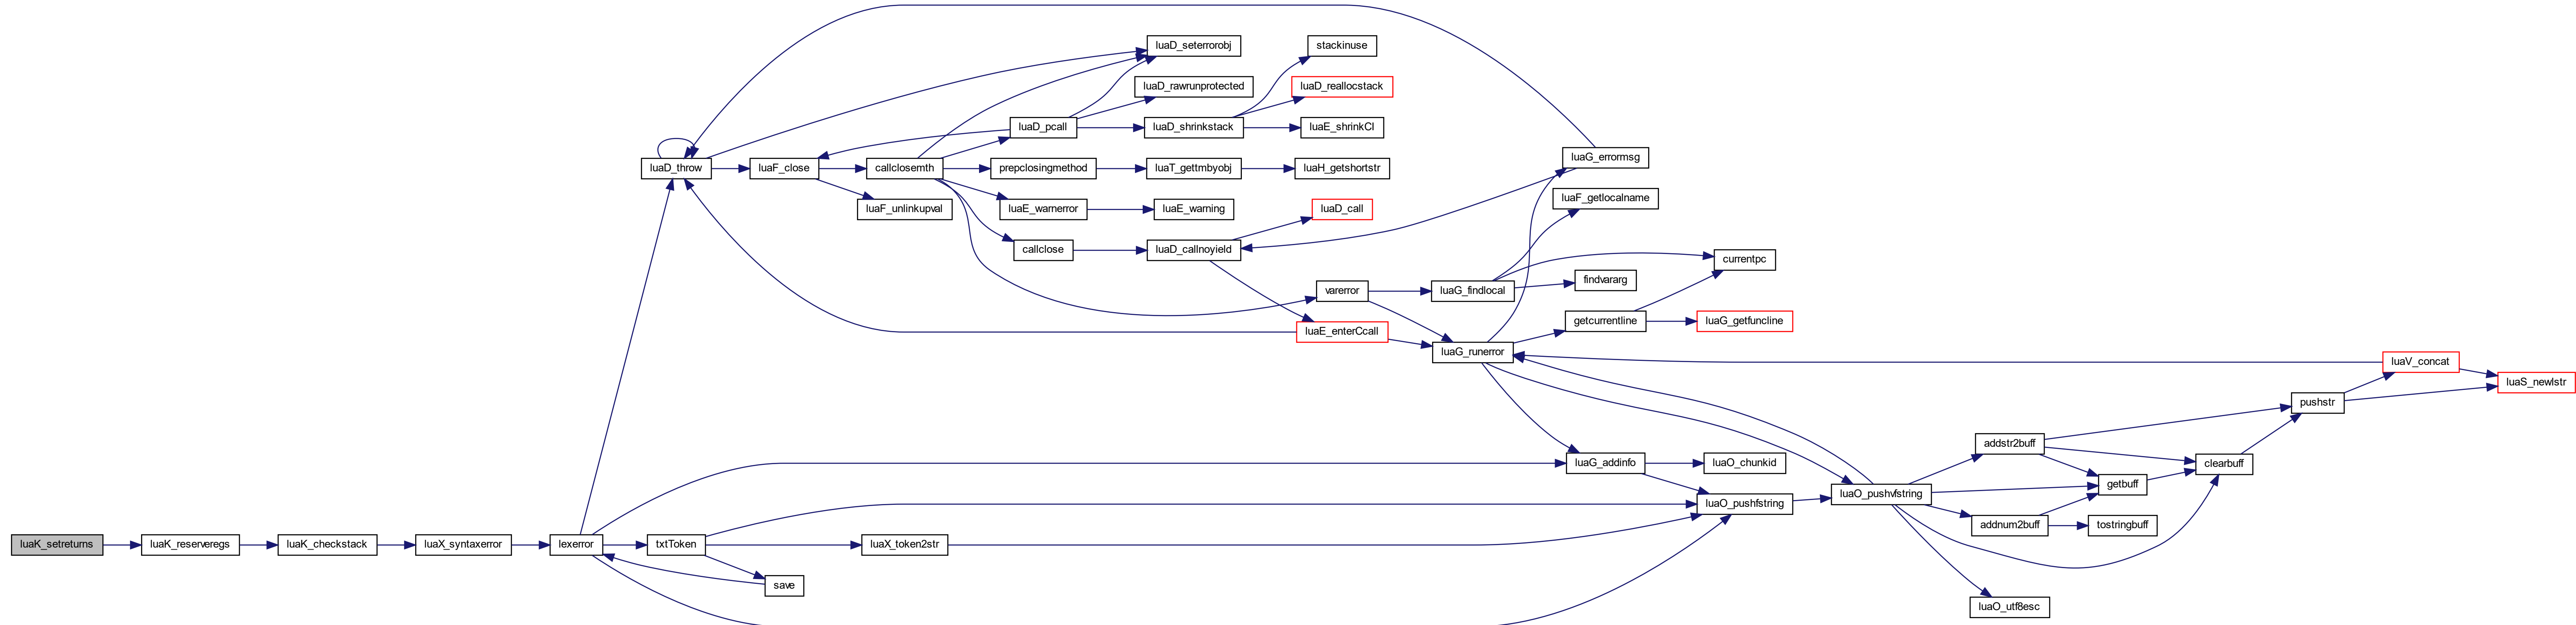 luaD_seterrorobj
stackinuse
luaD_rawrunprotected
luaD_reallocstack
luaD_pcall
luaD_shrinkstack
luaE_shrinkCI
luaG_errormsg
luaD_throw
luaF_close
callclosemth
prepclosingmethod
luaT_gettmbyobj
luaH_getshortstr
luaF_getlocalname
luaF_unlinkupval
luaE_warnerror
luaE_warning
luaD_call
callclose
luaD_callnoyield
currentpc
findvararg
varerror
luaG_findlocal
getcurrentline
luaG_getfuncline
luaE_enterCcall
luaG_runerror
luaV_concat
luaS_newlstr
pushstr
addstr2buff
luaG_addinfo
luaO_chunkid
clearbuff
getbuff
luaO_pushvfstring
luaO_pushfstring
addnum2buff
tostringbuff
luaK_setreturns
luaK_reserveregs
luaK_checkstack
luaX_syntaxerror
lexerror
txtToken
luaX_token2str
save
luaO_utf8esc